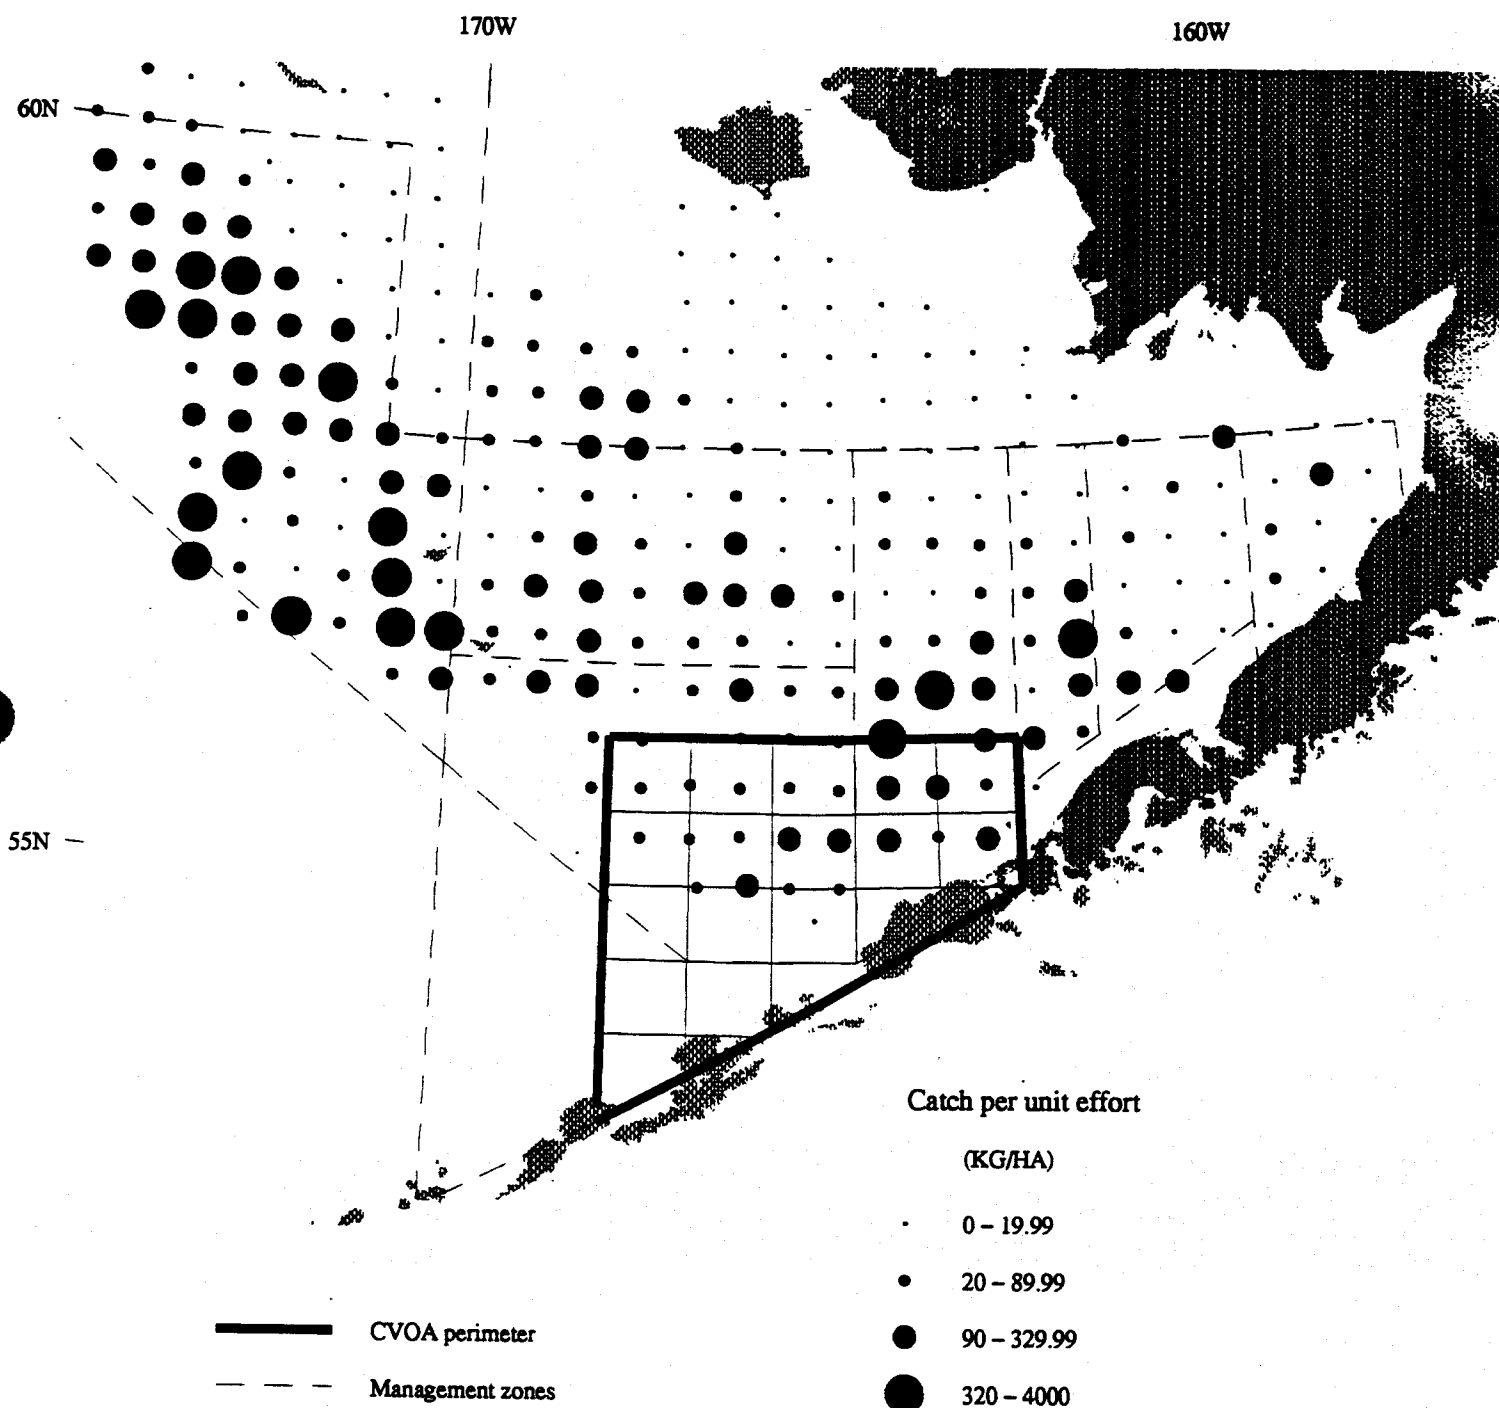 170W
160W
60N
55N
Catch per unit effort
(KG/HA)
0 – 19.99
20 – 89.99
CVOA perimeter
90 – 329.99
Management zones
320 – 4000